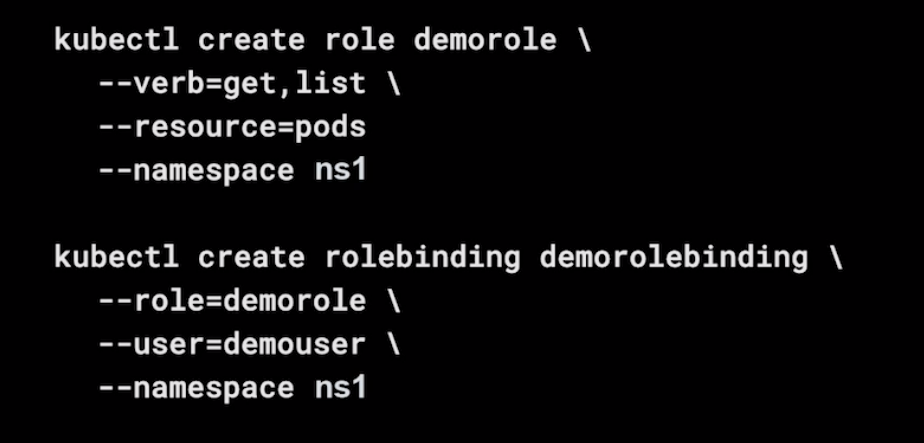 kubectl create role demorole \
--verb=get,list \
--resource=pods
--namespace ns1
kubectl create rolebinding demorolebinding \
--role=demorole \
--user=demouser \
--namespace ns1